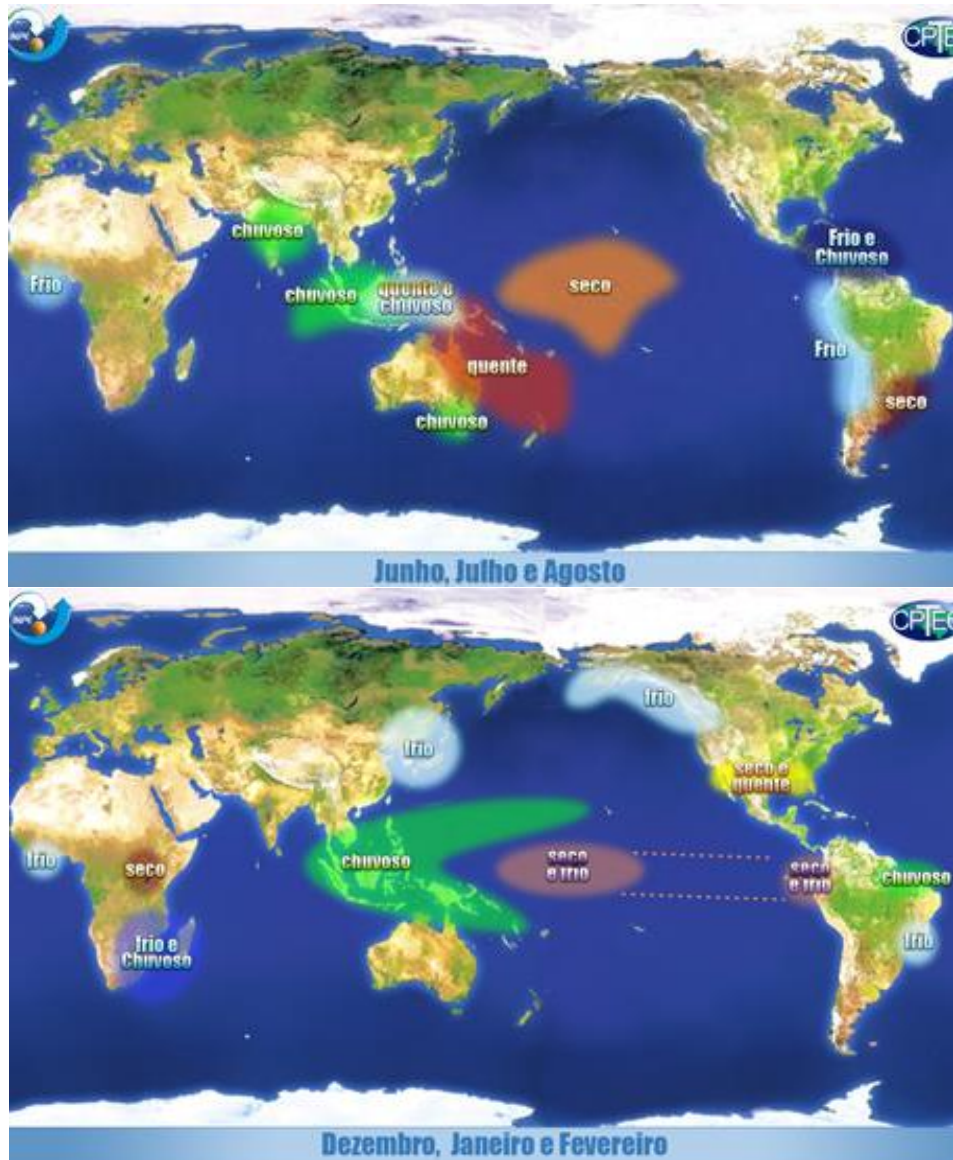 CPTE
chuvoso
Frio e
Chuvoso
Frio
chuvoso
quente e
chuvoso
seco
quente
Frio
seco
chuvoso
Junho, Julho e Agosto
CPTEC
frio
frio
seco e
quente
chuvoso
seco
e frio
seco
e frio
frio
seco
chuvoso
frio e
Chuvoso
frio
Dezembro, Janeiro e Fevereiro